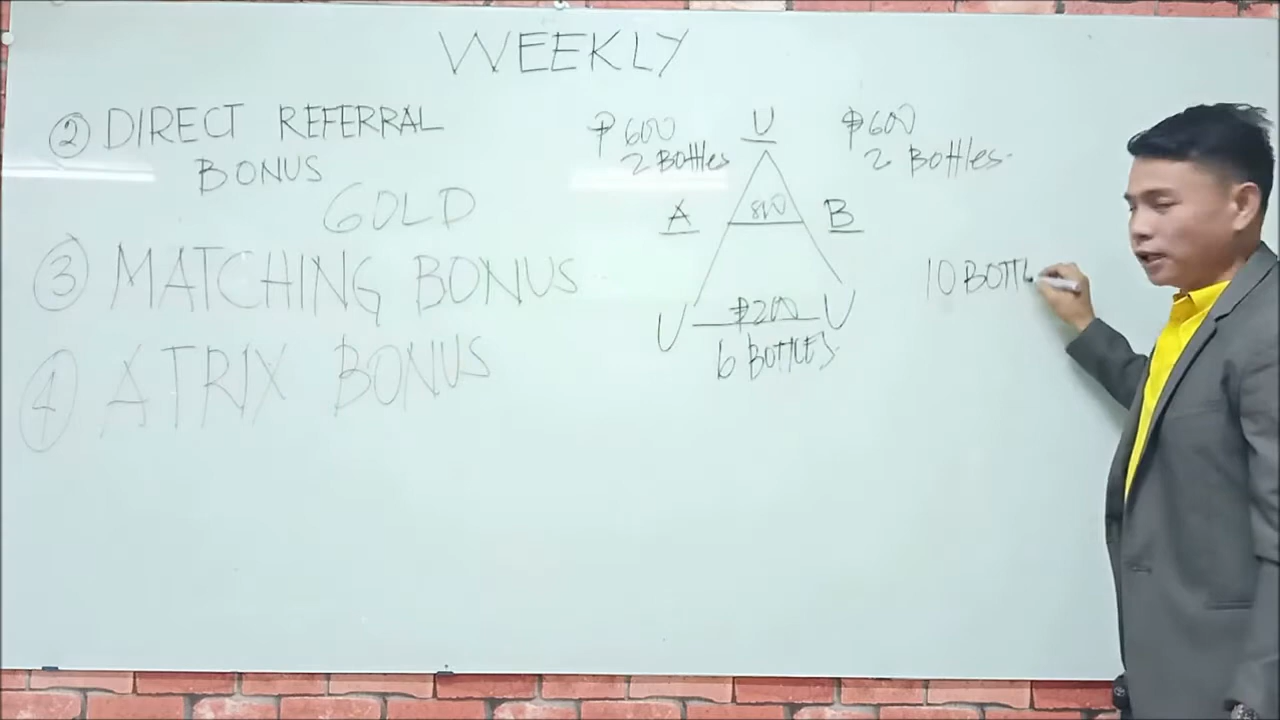 WEEKLY
② DIRECT REFERRAL
BONUS
GOLD
③ MATCHING BONUS
④ ATRIX BONUS
₱600
2 Bottles
U
₱600
2 Bottles
A
B
U
₱200
U
6 BOTTLES
10 BOTTL